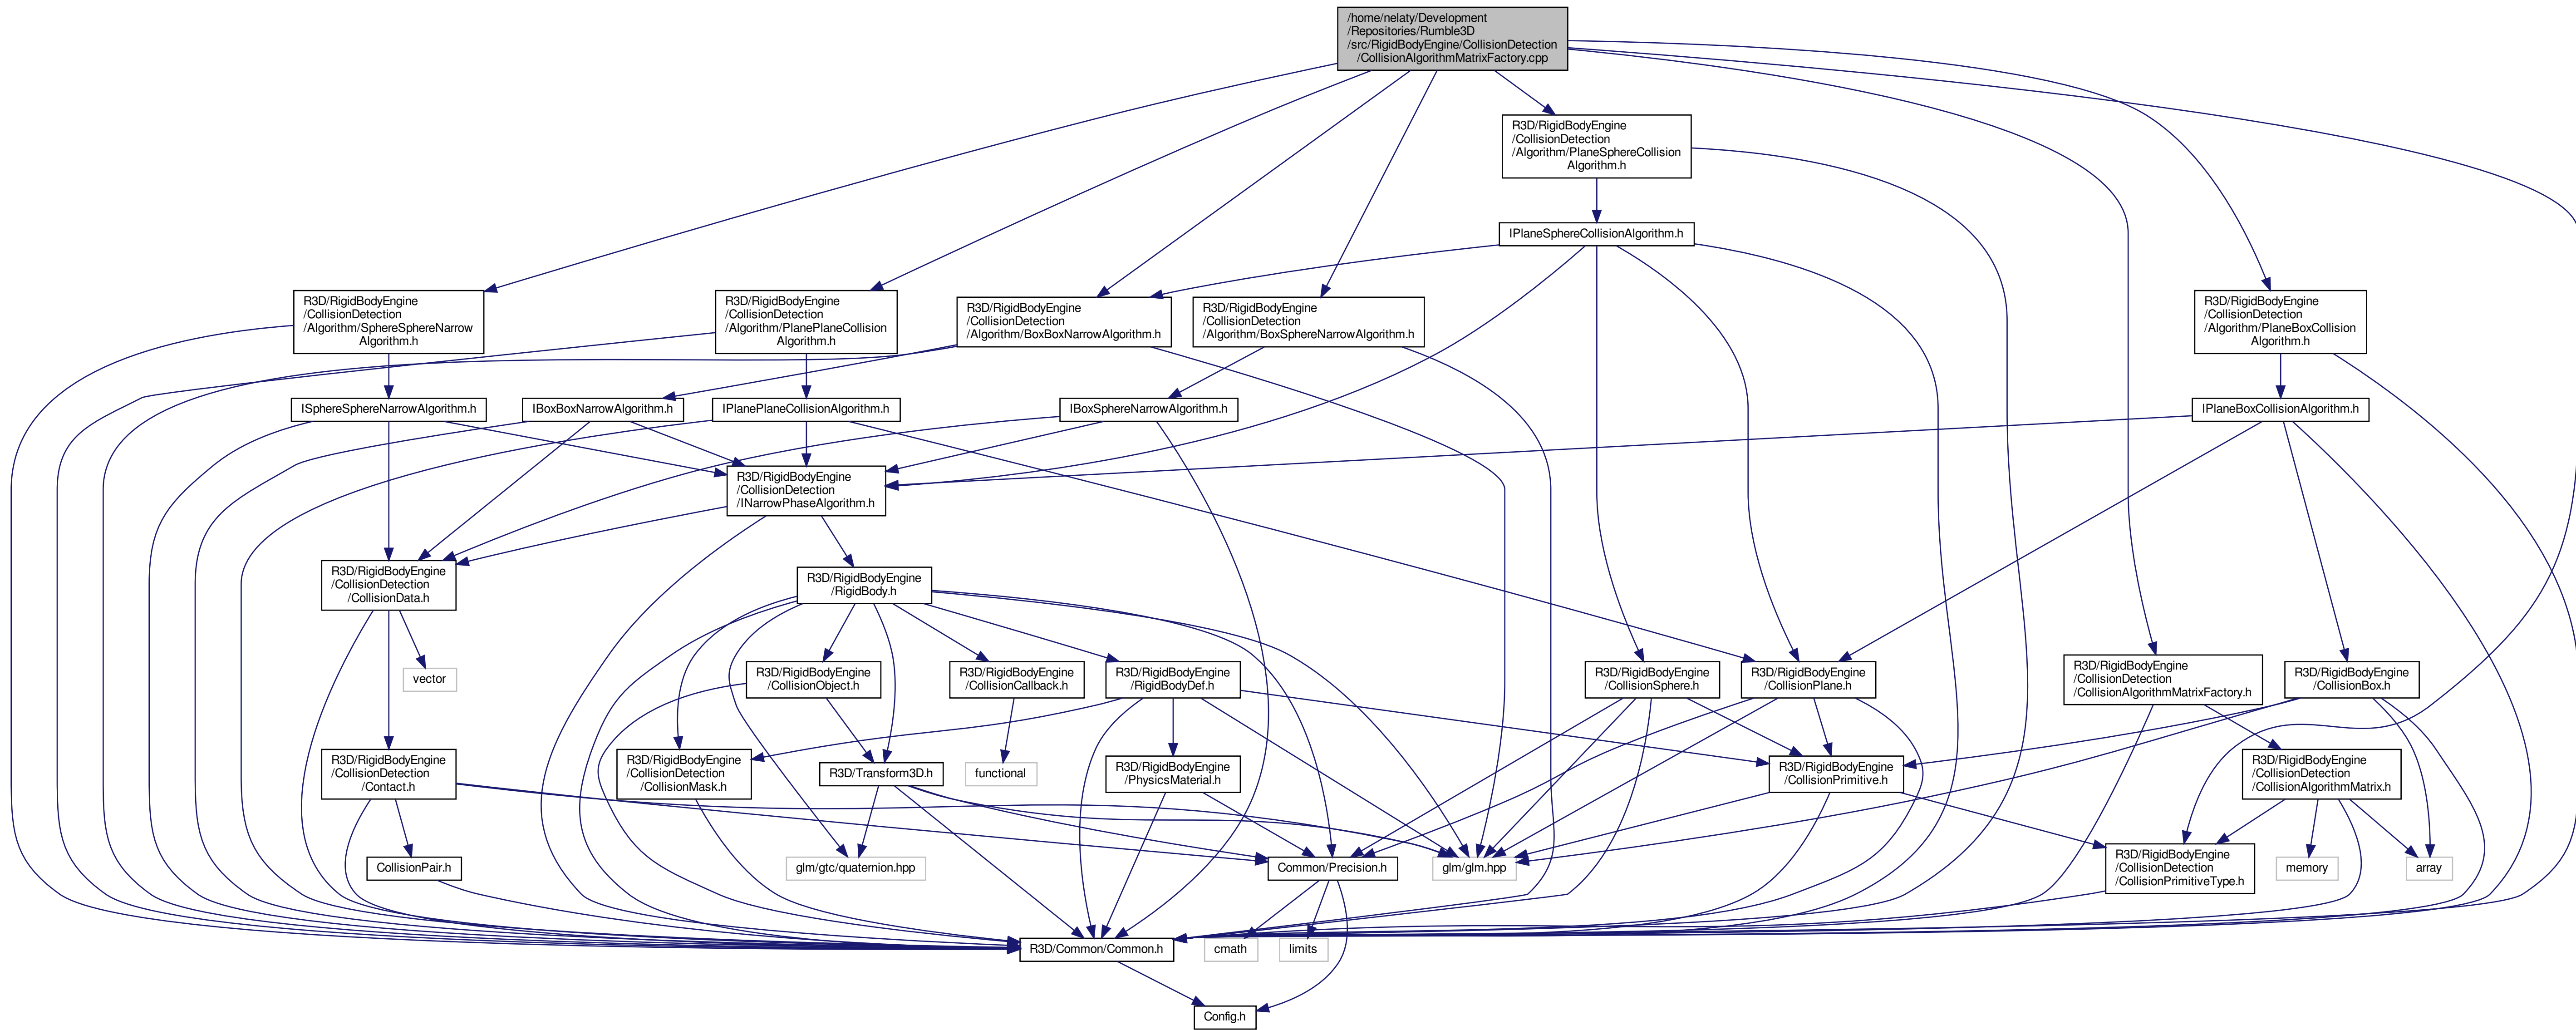 /home/nelaty/Development
/Repositories/Rumble3D
/src/RigidBodyEngine/CollisionDetection
/CollisionAlgorithmMatrixFactory.cpp
R3D/RigidBodyEngine
/CollisionDetection
/Algorithm/PlaneSphereCollision
Algorithm.h
IPlaneSphereCollisionAlgorithm.h
R3D/RigidBodyEngine
/CollisionDetection
/Algorithm/SphereSphereNarrow
Algorithm.h
R3D/RigidBodyEngine
/CollisionDetection
/Algorithm/PlanePlaneCollision
Algorithm.h
R3D/RigidBodyEngine
/CollisionDetection
/Algorithm/BoxBoxNarrowAlgorithm.h
R3D/RigidBodyEngine
/CollisionDetection
/Algorithm/BoxSphereNarrowAlgorithm.h
R3D/RigidBodyEngine
/CollisionDetection
/Algorithm/PlaneBoxCollision
Algorithm.h
ISphereSphereNarrowAlgorithm.h
IBoxBoxNarrowAlgorithm.h
IPlanePlaneCollisionAlgorithm.h
IBoxSphereNarrowAlgorithm.h
IPlaneBoxCollisionAlgorithm.h
R3D/RigidBodyEngine
/CollisionDetection
/INarrowPhaseAlgorithm.h
R3D/RigidBodyEngine
/CollisionDetection
/CollisionData.h
R3D/RigidBodyEngine
/RigidBody.h
vector
R3D/RigidBodyEngine
/CollisionObject.h
R3D/RigidBodyEngine
/CollisionCallback.h
R3D/RigidBodyEngine
/RigidBodyDef.h
R3D/RigidBodyEngine
/CollisionSphere.h
R3D/RigidBodyEngine
/CollisionPlane.h
R3D/RigidBodyEngine
/CollisionDetection
/CollisionAlgorithmMatrixFactory.h
R3D/RigidBodyEngine
/CollisionBox.h
R3D/RigidBodyEngine
/CollisionDetection
/Contact.h
R3D/RigidBodyEngine
/CollisionDetection
/CollisionMask.h
R3D/Transform3D.h
functional
R3D/RigidBodyEngine
/PhysicsMaterial.h
R3D/RigidBodyEngine
/CollisionPrimitive.h
R3D/RigidBodyEngine
/CollisionDetection
/CollisionAlgorithmMatrix.h
CollisionPair.h
glm/gtc/quaternion.hpp
Common/Precision.h
glm/glm.hpp
R3D/RigidBodyEngine
/CollisionDetection
/CollisionPrimitiveType.h
memory
array
R3D/Common/Common.h
cmath
limits
Config.h